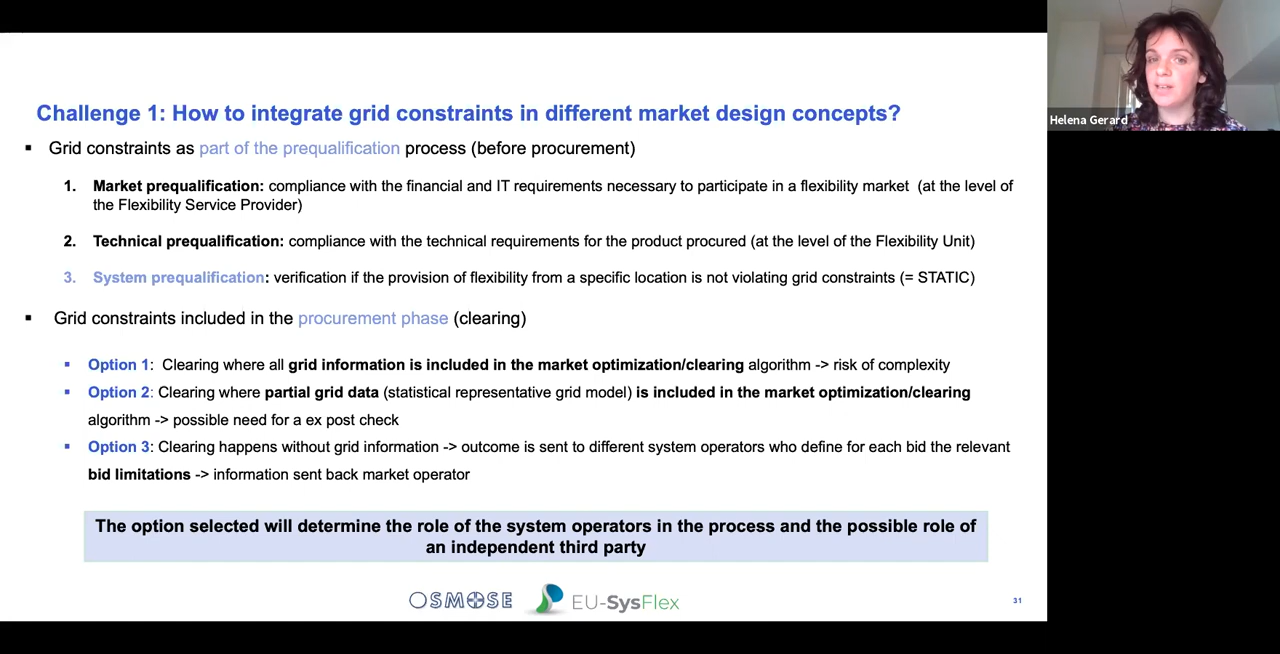 Challenge 1: How to integrate grid constraints in different market design concepts?
▪ Grid constraints as part of the prequalification process (before procurement)
1. Market prequalification: compliance with the financial and IT requirements necessary to participate in a flexibility market (at the level of
the Flexibility Service Provider)
2. Technical prequalification: compliance with the technical requirements for the product procured (at the level of the Flexibility Unit)
3. System prequalification: verification if the provision of flexibility from a specific location is not violating grid constraints (= STATIC)
▪ Grid constraints included in the procurement phase (clearing)
▪ Option 1: Clearing where all grid information is included in the market optimization/clearing algorithm -> risk of complexity
▪ Option 2: Clearing where partial grid data (statistical representative grid model) is included in the market optimization/clearing
algorithm -> possible need for a ex post check
▪ Option 3: Clearing happens without grid information -> outcome is sent to different system operators who define for each bid the relevant
bid limitations -> information sent back market operator
The option selected will determine the role of the system operators in the process and the possible role of
an independent third party
OSMOSE EU-SysFlex
31
Helena Gerard